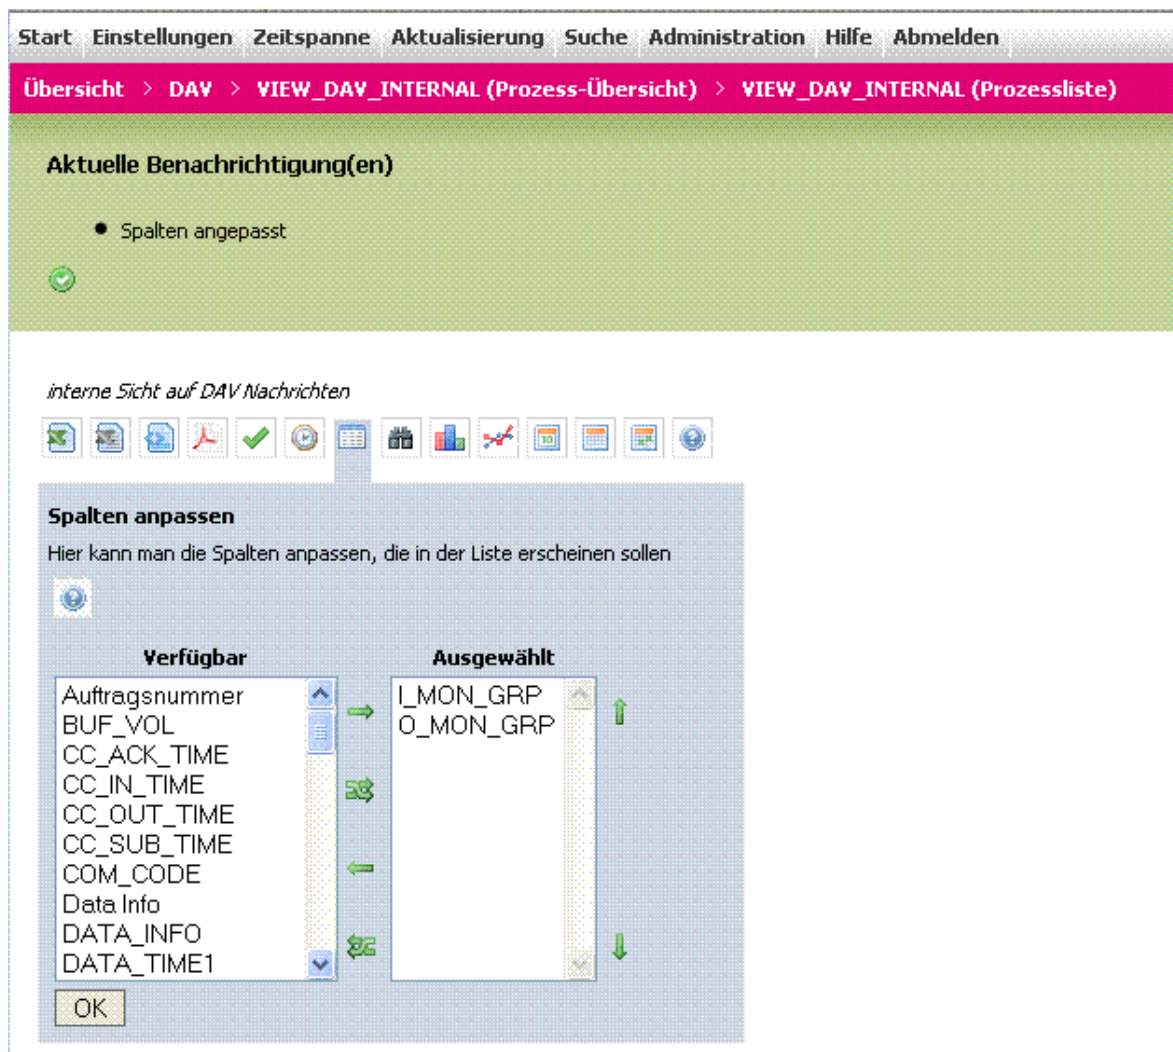 Start Einstellungen Zeitspanne Aktualisierung Suche Administration Hilfe Abmelden
Übersicht > DAV > VIEW_DAV_INTERNAL (Prozess-Übersicht) > VIEW_DAV_INTERNAL (Prozessliste)
Aktuelle Benachrichtigung(en)
• Spalten angepasst
interne Sicht auf DAV Nachrichten
Spalten anpassen
Hier kann man die Spalten anpassen, die in der Liste erscheinen sollen
Verfügbar
Auftragsnummer
BUF_VOL
CC_ACK_TIME
CC_IN_TIME
CC_OUT_TIME
CC_SUB_TIME
COM_CODE
Data Info
DATA_INFO
DATA_TIME1
Ausgewählt
I_MON_GRP
O_MON_GRP
OK